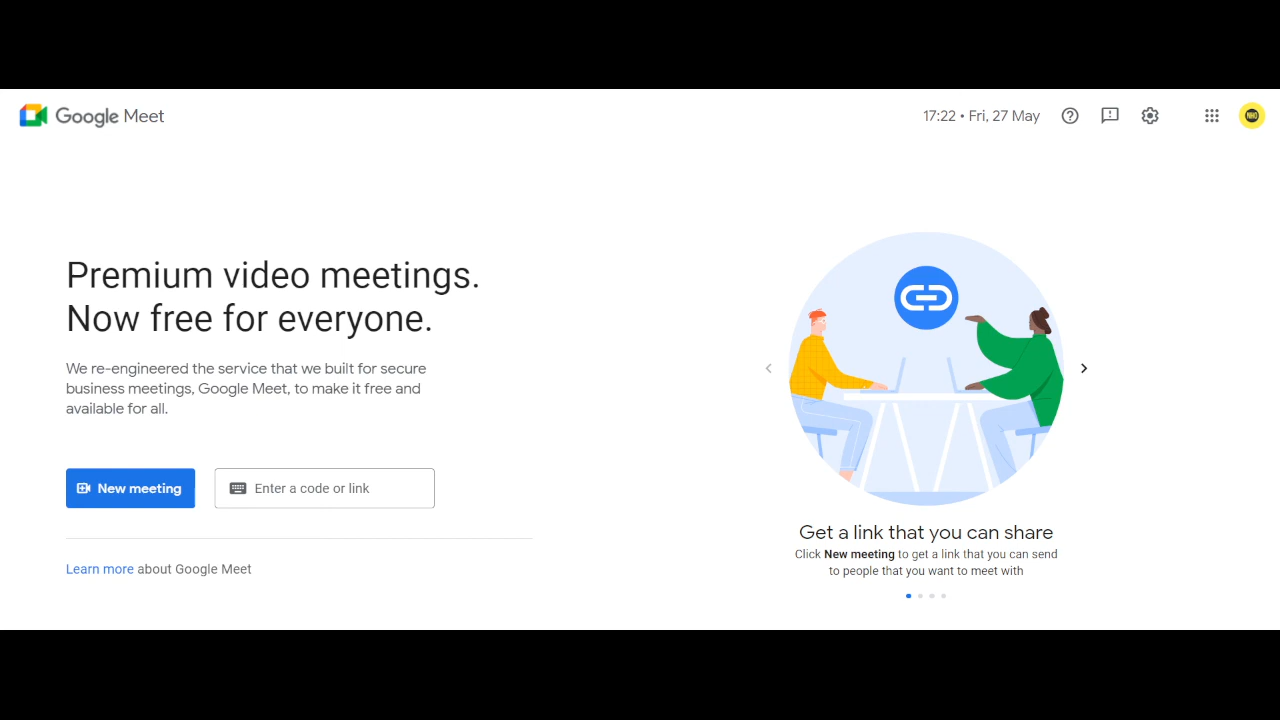 Google Meet
17:22 • Fri, 27 May
NHO
Premium video meetings.
Now free for everyone.
We re-engineered the service that we built for secure
business meetings, Google Meet, to make it free and
available for all.
New meeting
Enter a code or link
Learn more about Google Meet
Get a link that you can share
Click New meeting to get a link that you can send
to people that you want to meet with